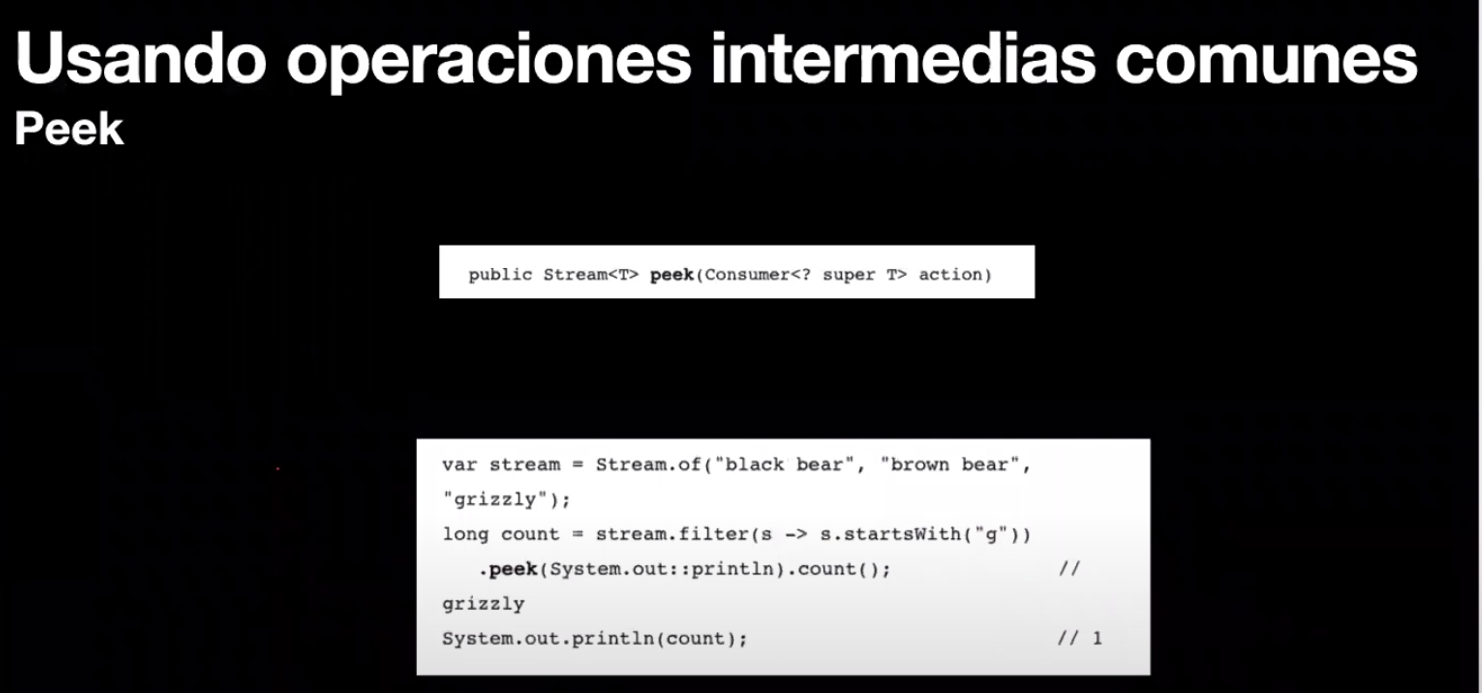 Usando operaciones intermedias comunes
Peek
public Stream<T> peek(Consumer<? super T> action)
var stream = Stream.of("black bear", "brown bear",
"grizzly");
long count = stream.filter(s -> s.startsWith("g"))
.peek(System.out::println).count(); //
grizzly
System.out.println(count); // 1